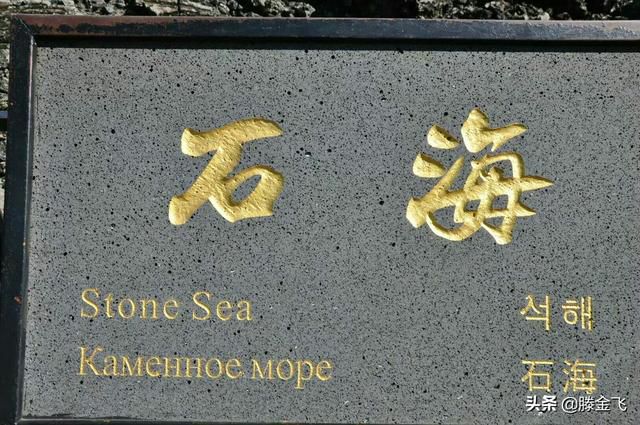 石海
Stone Sea
석해
Каменное море
石海
头条 @滕金飞